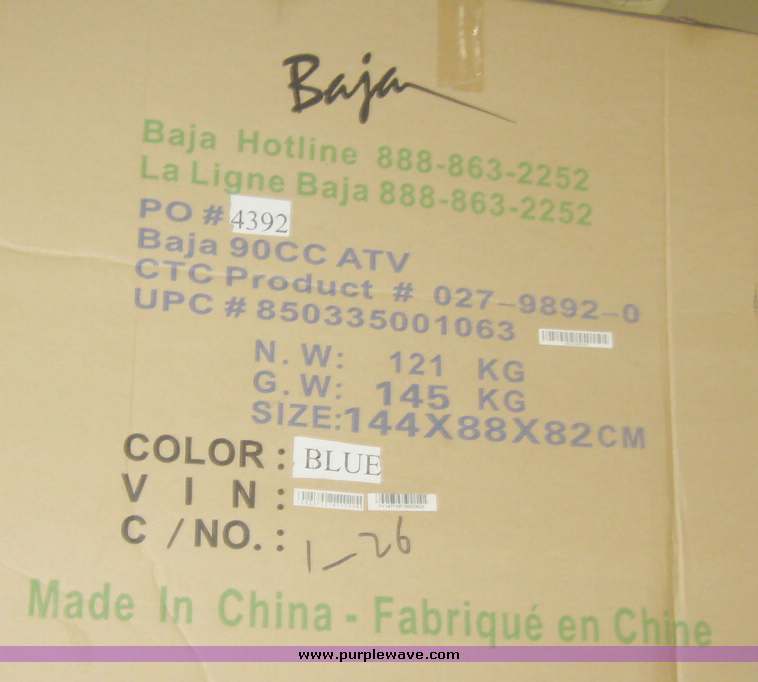 Baja
Baja Hotline 888-863-2252
La Ligne Baja 888-863-2252
PO # 4392
Baja 90CC ATV
CTC Product # 027-9892-0
UPC # 850335001063
N. W: 121 KG
G. W: 145 KG
SIZE:144X88X82CM
COLOR : BLUE
V I N :
C / NO. : 1-26
Made In China - Fabriqué en Chine
www.purplewave.com